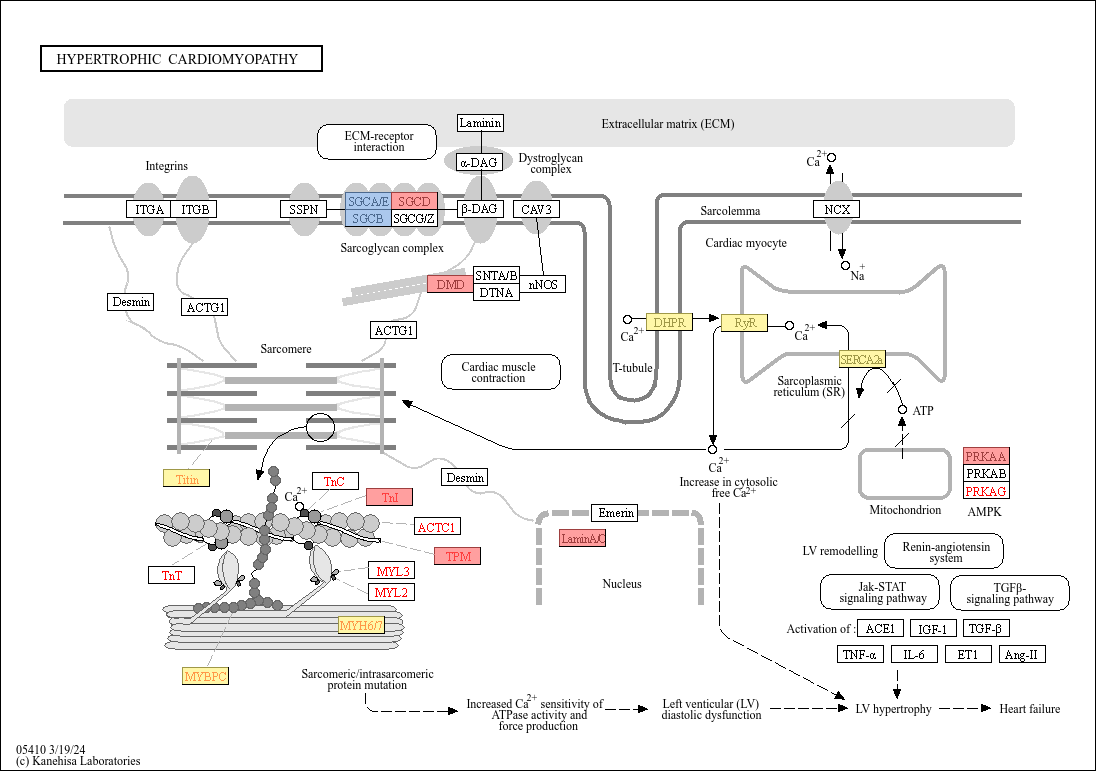 HYPERTROPHIC CARDIOMYOPATHY
Laminin
Extracellular matrix (ECM)
ECM-receptor
interaction
α-DAG
Dystroglycan
complex
Integrins
Ca2+
ITGA
ITGB
SSPN
SGCA/E
SGCD
SGCB
SGCG/Z
β-DAG
CAV3
Sarcolemma
NCX
Sarcoglycan complex
Cardiac myocyte
Na+
SNTA/B
DMD
nNOS
DTNA
Desmin
ACTG1
ACTG1
DHPR
RyR
Ca2+
Ca2+
Sarcomere
SERCA2a
T-tubule
Cardiac muscle
contraction
Sarcoplasmic
reticulum (SR)
ATP
PRKAA
PRKAB
PRKAG
AMPK
Mitochondrion
Ca2+
Increase in cytosolic
free Ca2+
Titin
TnC
Ca2+
TnI
Desmin
Emerin
ACTC1
LaminA/C
TPM
TnT
MYL3
MYL2
Nucleus
MYH6/7
MYBPC
LV remodelling
Renin-angiotensin
system
Jak-STAT
signaling pathway
TGFβ-
signaling pathway
Activation of :
ACE1
IGF-1
TGF-β
TNF-α
IL-6
ET1
Ang-II
Sarcomeric/intrasarcomeric
protein mutation
Increased Ca2+ sensitivity of
ATPase activity and
force production
Left venticular (LV)
diastolic dysfunction
LV hypertrophy
Heart failure
05410 3/19/24
(c) Kanehisa Laboratories